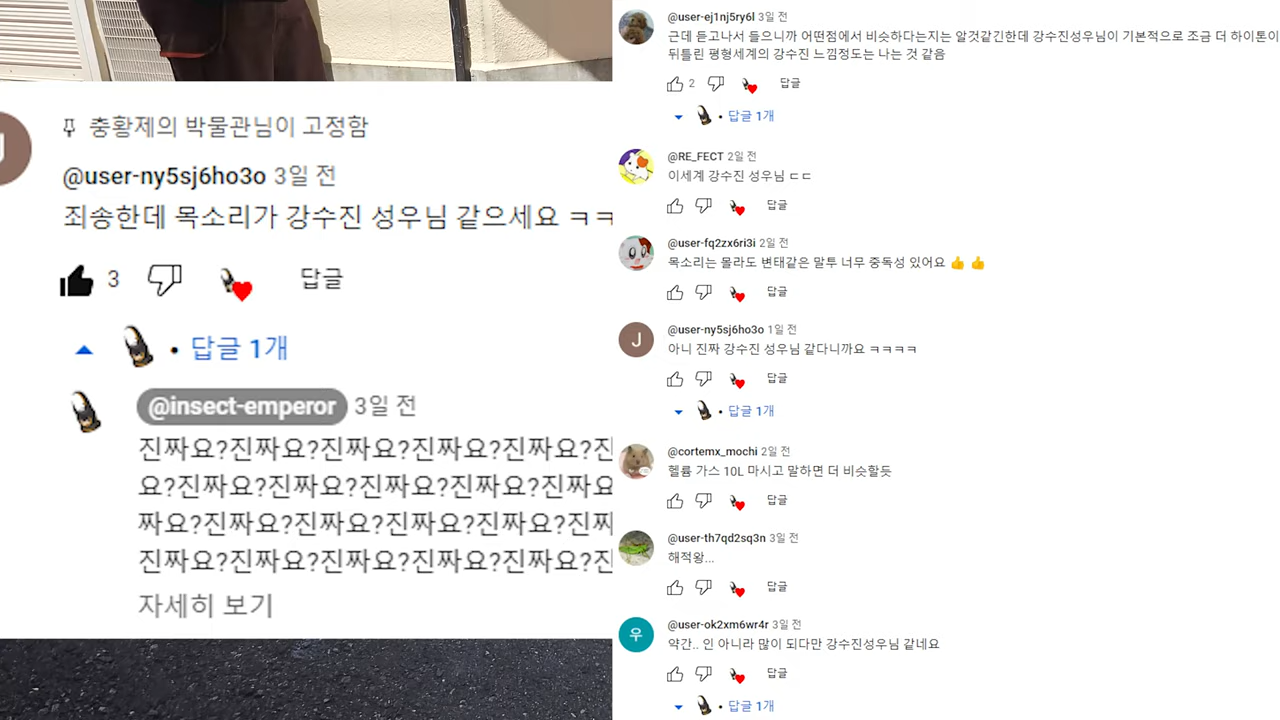 충황제의 박물관님이 고정함
@user-ny5sj6ho3o 3일 전
죄송한데 목소리가 강수진 성우님 같으세요 ㅋㅋ
3
답글
답글 1개
@insect-emperor 3일 전
진짜요?진짜요?진짜요?진짜요?진짜요?진
요?진짜요?진짜요?진짜요?진짜요?진짜요
짜요?진짜요?진짜요?진짜요?진짜요?진짜
진짜요?진짜요?진짜요?진짜요?진짜요?진
자세히 보기
@user-ej1nj5ry6l 3일 전
근데 듣고나서 들으니까 어떤점에서 비슷하다는지는 알것같긴한데 강수진성우님이 기본적으로 조금 더 하이톤이
뒤틀린 평형세계의 강수진 느낌정도는 나는 것 같음
2
답글
답글 1개
@RE_FECT 2일 전
이세계 강수진 성우님 ㄷㄷ
답글
@user-fq2zx6ri3i 2일 전
목소리는 몰라도 변태같은 말투 너무 중독성 있어요 👍 👍
답글
J
@user-ny5sj6ho3o 1일 전
아니 진짜 강수진 성우님 같다니까요 ㅋㅋㅋㅋ
답글
답글 1개
@cortemx_mochi 2일 전
헬륨 가스 10L 마시고 말하면 더 비슷할듯
답글
@user-th7qd2sq3n 3일 전
해적왕...
답글
우
@user-ok2xm6wr4r 3일 전
약간.. 인 아니라 많이 되다만 강수진성우님 같네요
답글
답글 1개